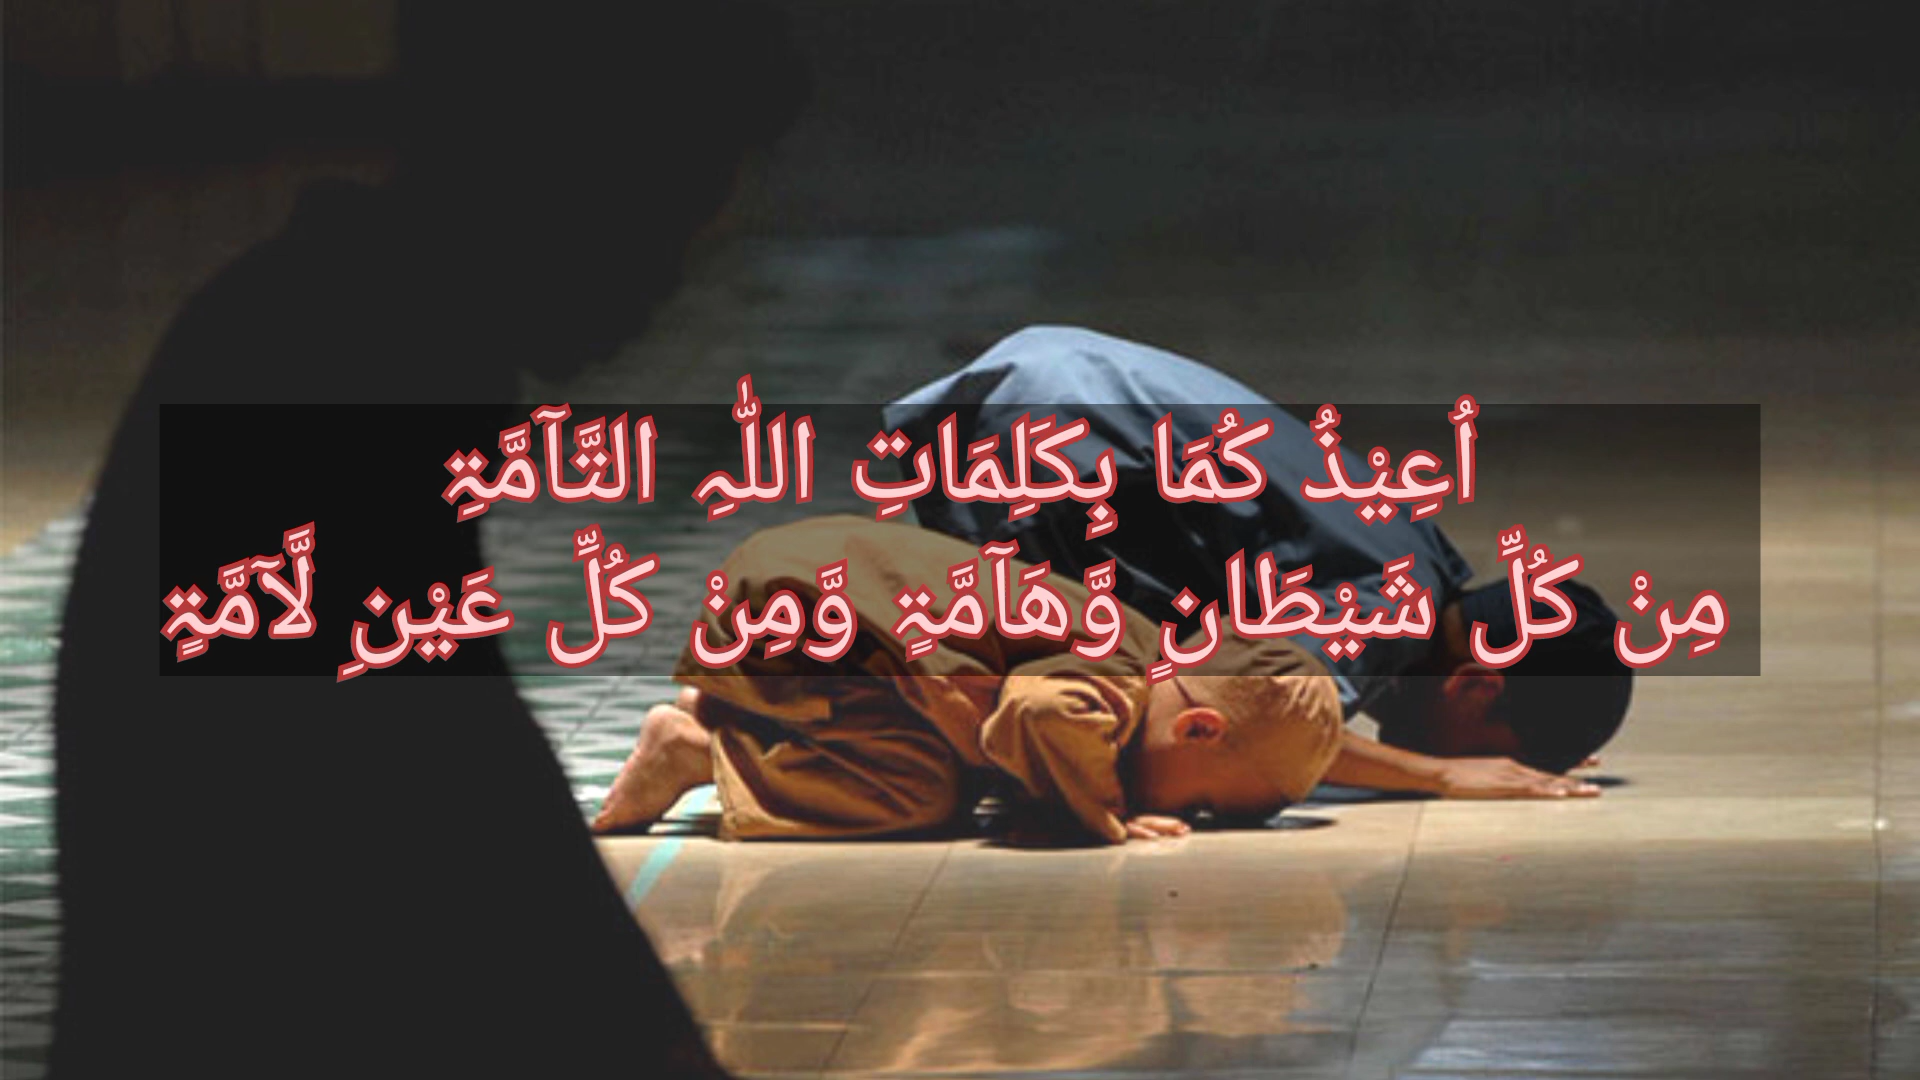 اُعِيْذُ كُمَا بِكَلِمَاتِ اللّٰہِ التَّآمَّۃِ
مِنْ كُلِّ شَيْطَانٍ وَّهَآمَّۃٍ وَّمِنْ كُلِّ عَيْنِ لَّآمَّۃٍ